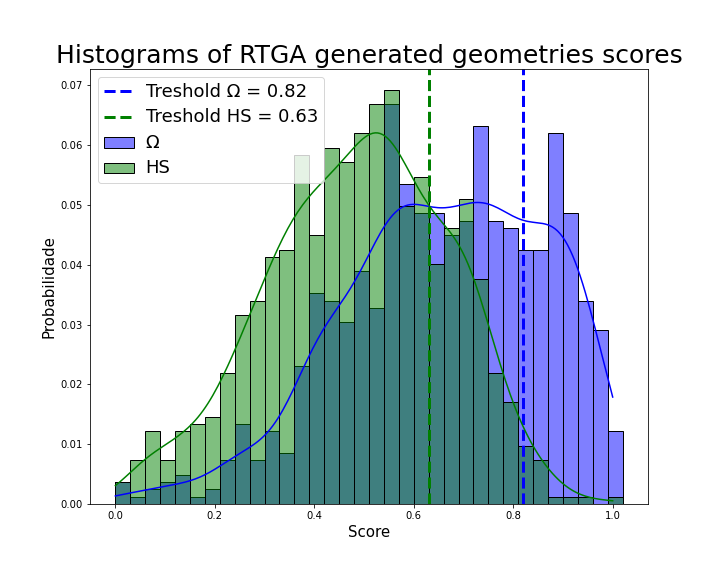 Histograms of RTGA generated geometries scores
Treshold Ω = 0.82
Treshold HS = 0.63
Ω
HS
Probabilidade
0.07
0.06
0.05
0.04
0.03
0.02
0.01
0.00
0.0 0.2 0.4 0.6 0.8 1.0
Score